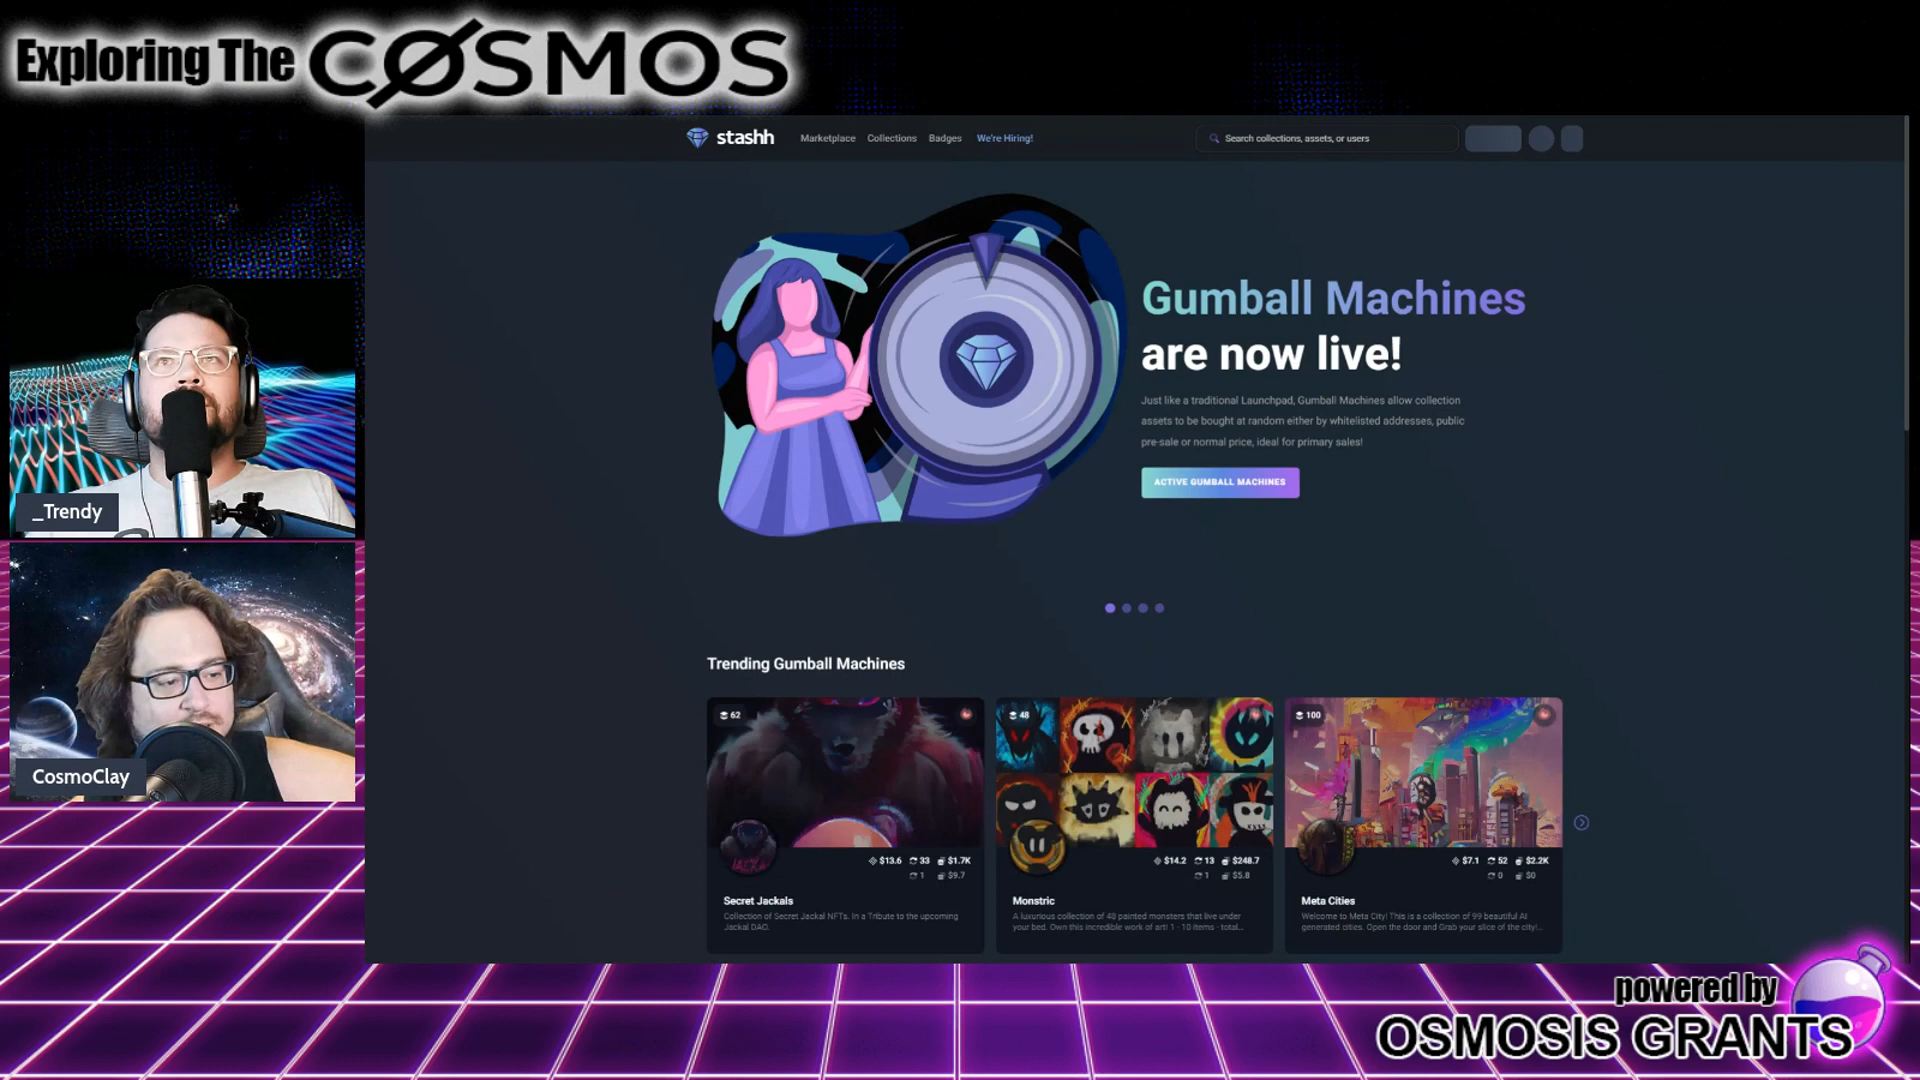 Exploring The CØSMOS
stashh
Marketplace Collections Badges We're Hiring!
Search collections, assets, or users
Gumball Machines
are now live!
Just like a traditional Launchpad, Gumball Machines allow collection
assets to be bought at random either by whitelisted addresses, public
pre-sale or normal price, ideal for primary sales!
ACTIVE GUMBALL MACHINES
_Trendy
CosmoClay
Trending Gumball Machines
62
$13.6 33 $1.7K
1 $9.7
Secret Jackals
Collection of Secret Jackal NFTs. In a Tribute to the upcoming
Jackal DAO.
48
$14.2 13 $248.7
1 $5.8
Monstric
A luxurious collection of 48 painted monsters that live under
your bed. Own this incredible work of art! 1 - 10 items - total...
100
$7.1 52 $2.2K
0 $0
Meta Cities
Welcome to Meta City! This is a collection of 99 beautiful AI
generated cities. Open the door and Grab your slice of the city!...
powered by
OSMOSIS GRANTS